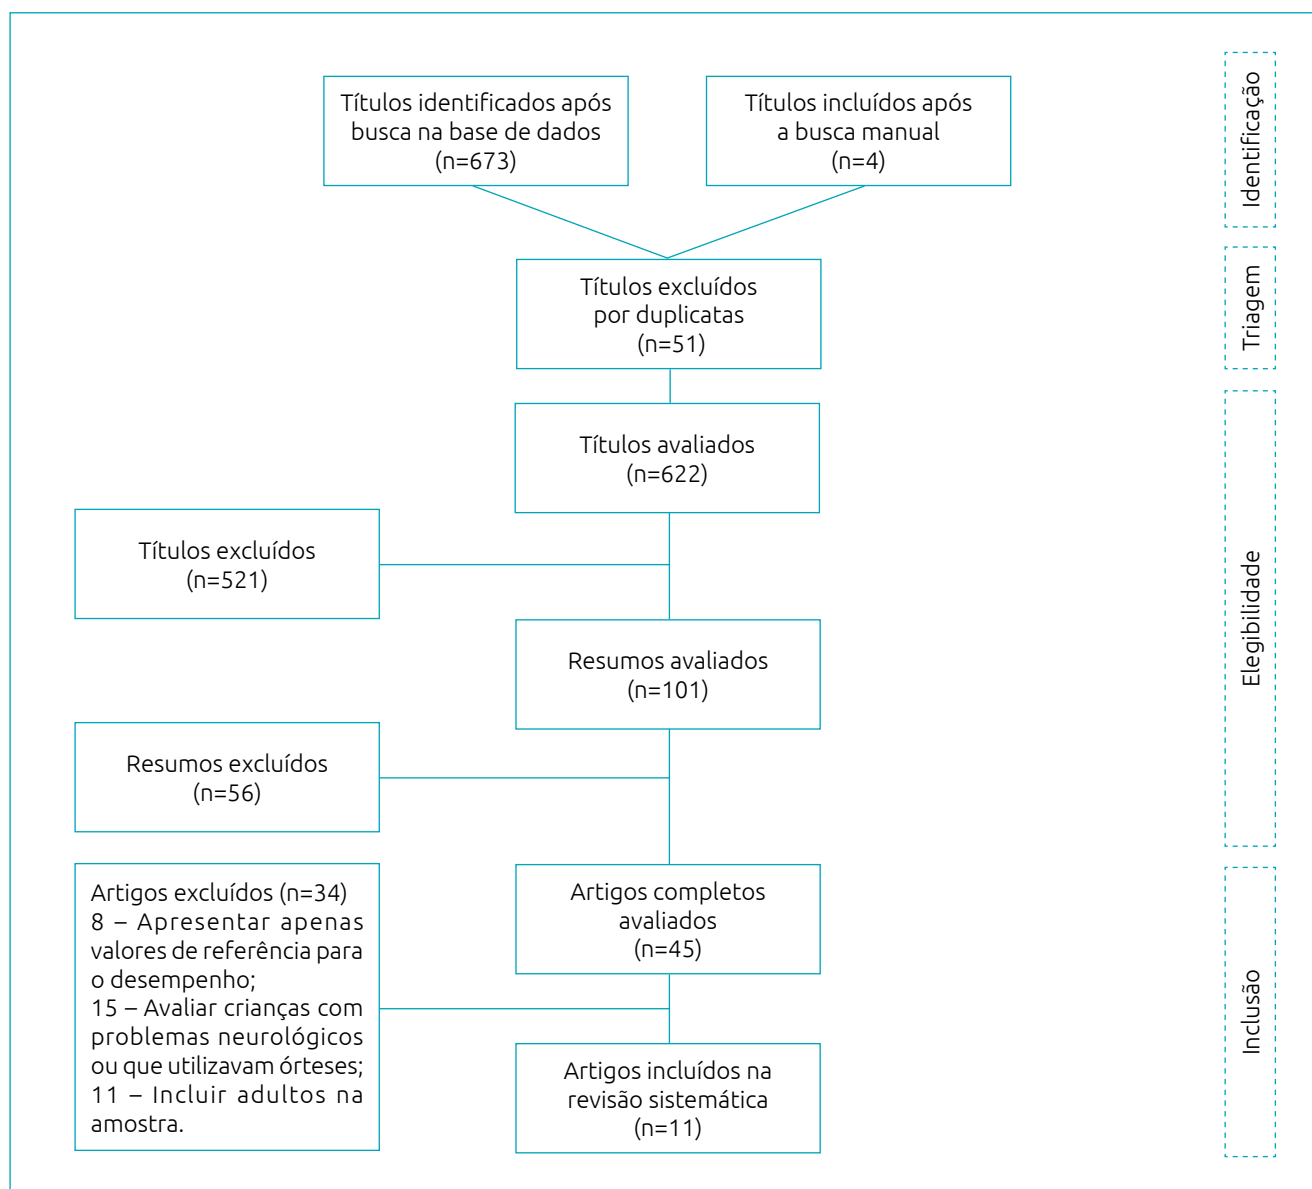 Títulos identificados após
busca na base de dados
(n=673)
Títulos incluídos após
a busca manual
(n=4)
Identificação
Títulos excluídos
por duplicatas
(n=51)
Triagem
Títulos avaliados
(n=622)
Títulos excluídos
(n=521)
Resumos avaliados
(n=101)
Resumos excluídos
(n=56)
Elegibilidade
Artigos completos
avaliados
(n=45)
Artigos excluídos (n=34)
8 – Apresentar apenas
valores de referência para
o desempenho;
15 – Avaliar crianças com
problemas neurológicos
ou que utilizavam órteses;
11 – Incluir adultos na
amostra.
Artigos incluídos na
revisão sistemática
(n=11)
Inclusão